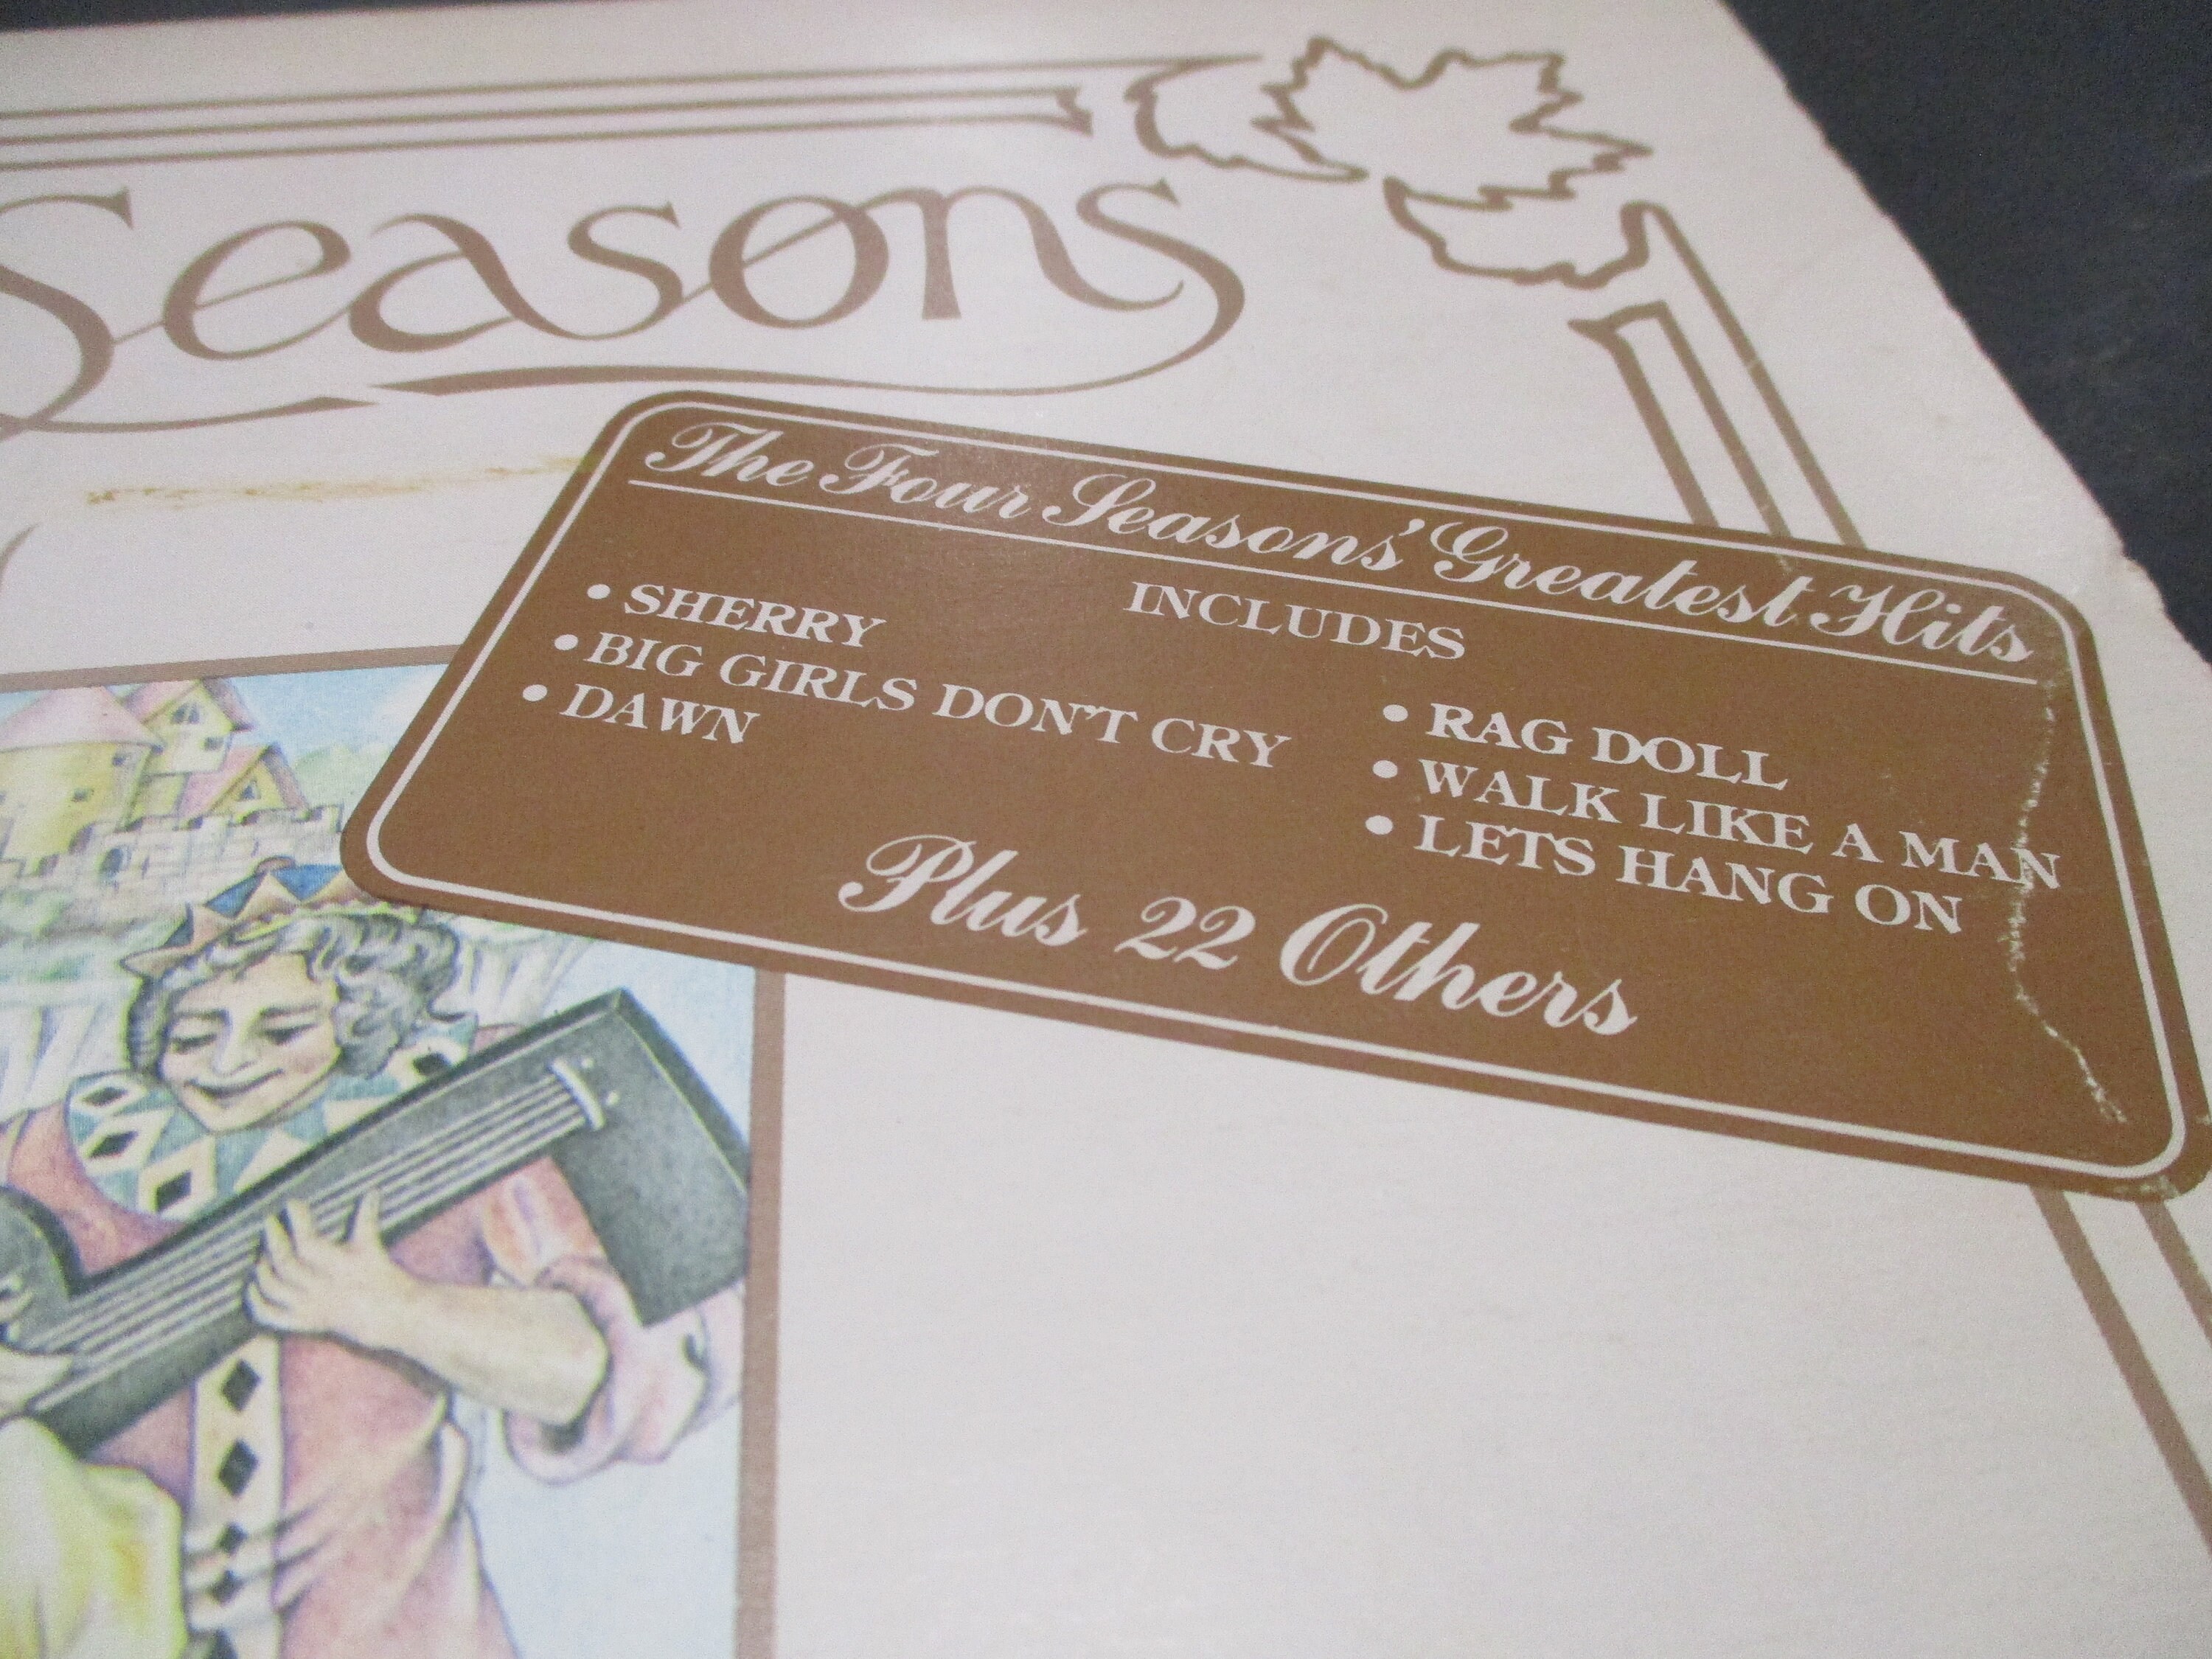 Seasons
The Four Seasons' Greatest Hits
INCLUDES
• SHERRY
• BIG GIRLS DON'T CRY
• DAWN
• RAG DOLL
• WALK LIKE A MAN
• LETS HANG ON
Plus 22 Others